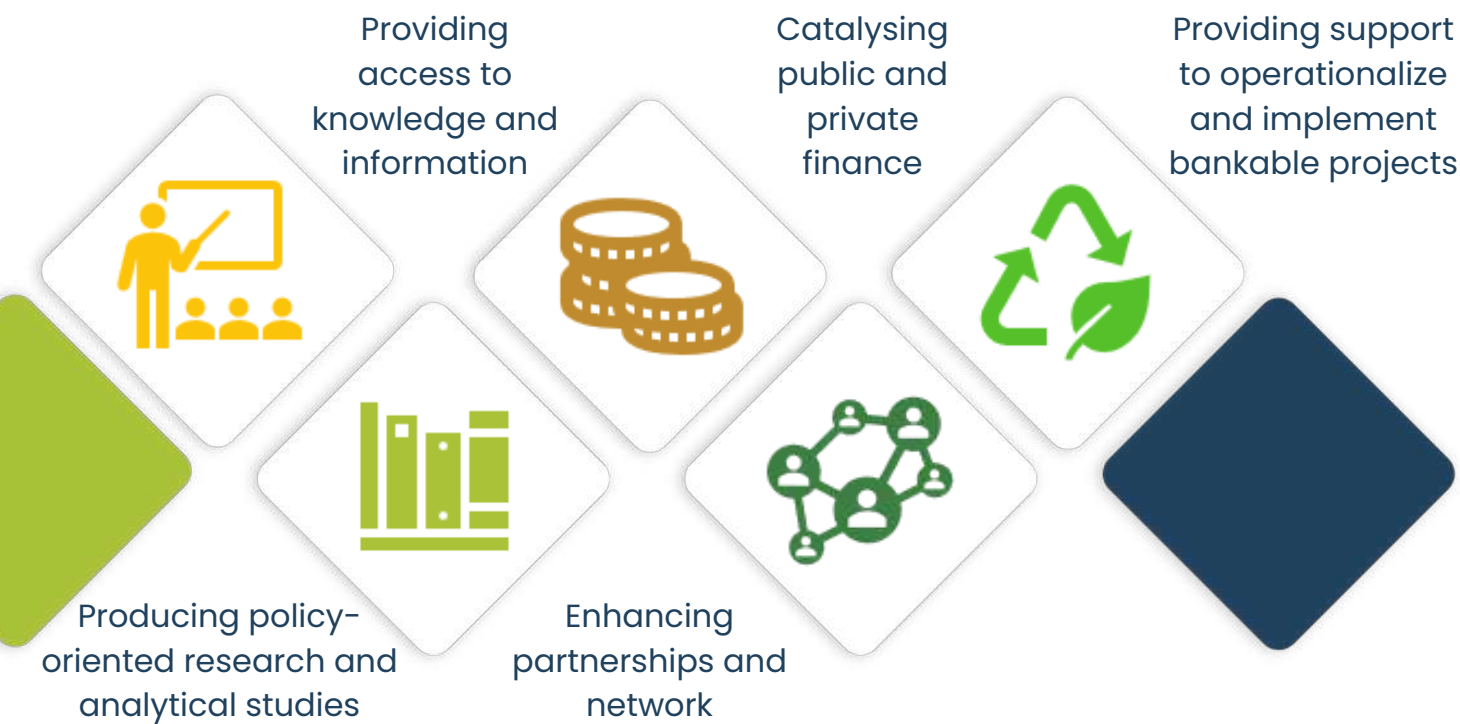 Providing
access to
knowledge and
information
Catalysing
public and
private
finance
Providing support
to operationalize
and implement
bankable projects
Producing policy-
oriented research and
analytical studies
Enhancing
partnerships and
network